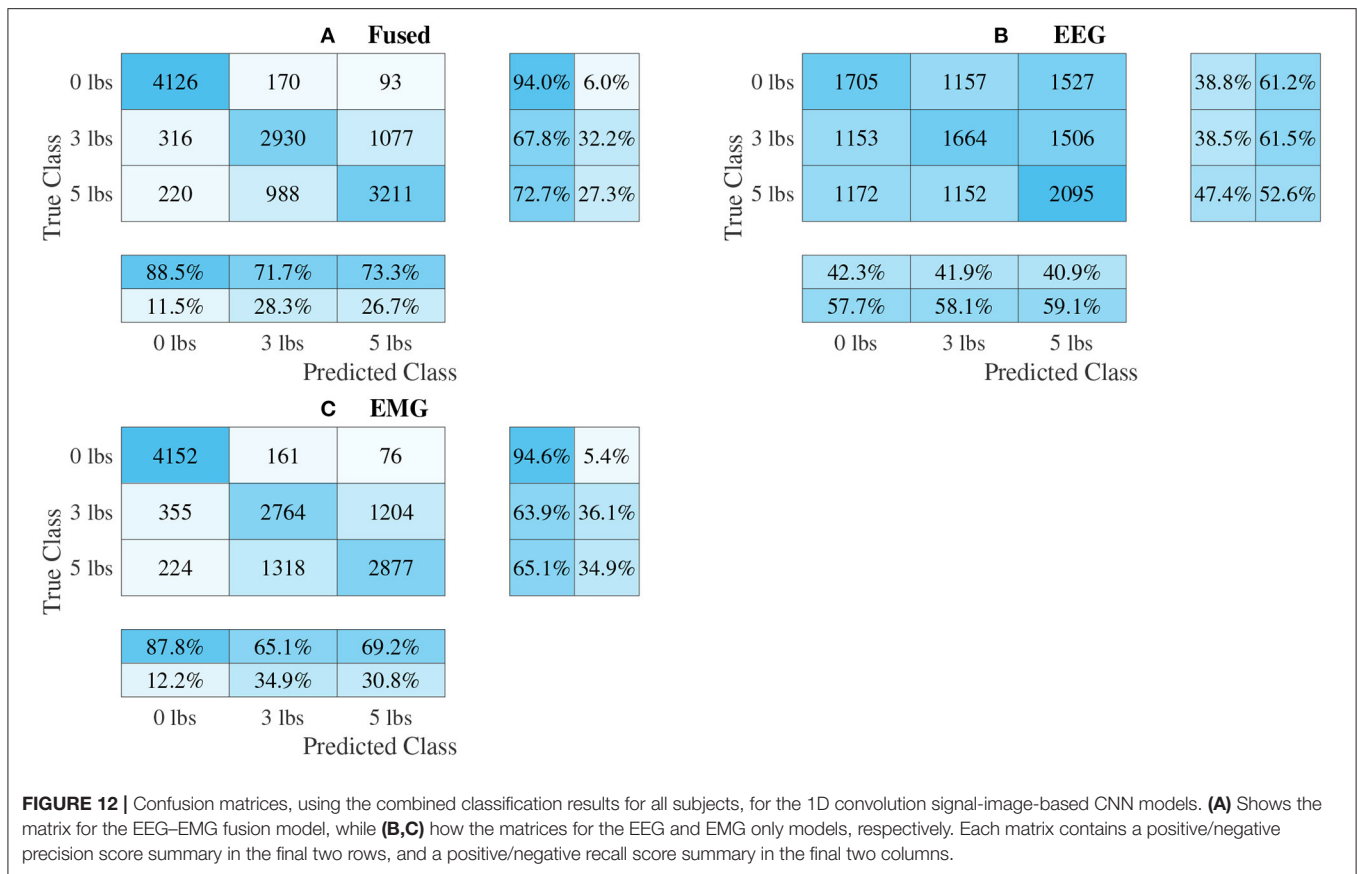 A Fused
0 lbs 4126 170 93 94.0% 6.0%
3 lbs 316 2930 1077 67.8% 32.2%
5 lbs 220 988 3211 72.7% 27.3%
True Class
88.5% 71.7% 73.3%
11.5% 28.3% 26.7%
0 lbs 3 lbs 5 lbs
Predicted Class
B EEG
0 lbs 1705 1157 1527 38.8% 61.2%
3 lbs 1153 1664 1506 38.5% 61.5%
5 lbs 1172 1152 2095 47.4% 52.6%
True Class
42.3% 41.9% 40.9%
57.7% 58.1% 59.1%
0 lbs 3 lbs 5 lbs
Predicted Class
C EMG
0 lbs 4152 161 76 94.6% 5.4%
3 lbs 355 2764 1204 63.9% 36.1%
5 lbs 224 1318 2877 65.1% 34.9%
True Class
87.8% 65.1% 69.2%
12.2% 34.9% 30.8%
0 lbs 3 lbs 5 lbs
Predicted Class
FIGURE 12 | Confusion matrices, using the combined classification results for all subjects, for the 1D convolution signal-image-based CNN models. (A) Shows the
matrix for the EEG–EMG fusion model, while (B,C) how the matrices for the EEG and EMG only models, respectively. Each matrix contains a positive/negative
precision score summary in the final two rows, and a positive/negative recall score summary in the final two columns.